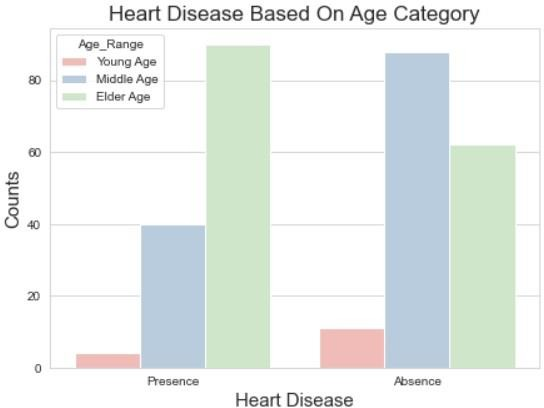 Heart Disease Based On Age Category
Age_Range
Young Age
Middle Age
Elder Age
80
60
40
20
0
Counts
Presence
Absence
Heart Disease